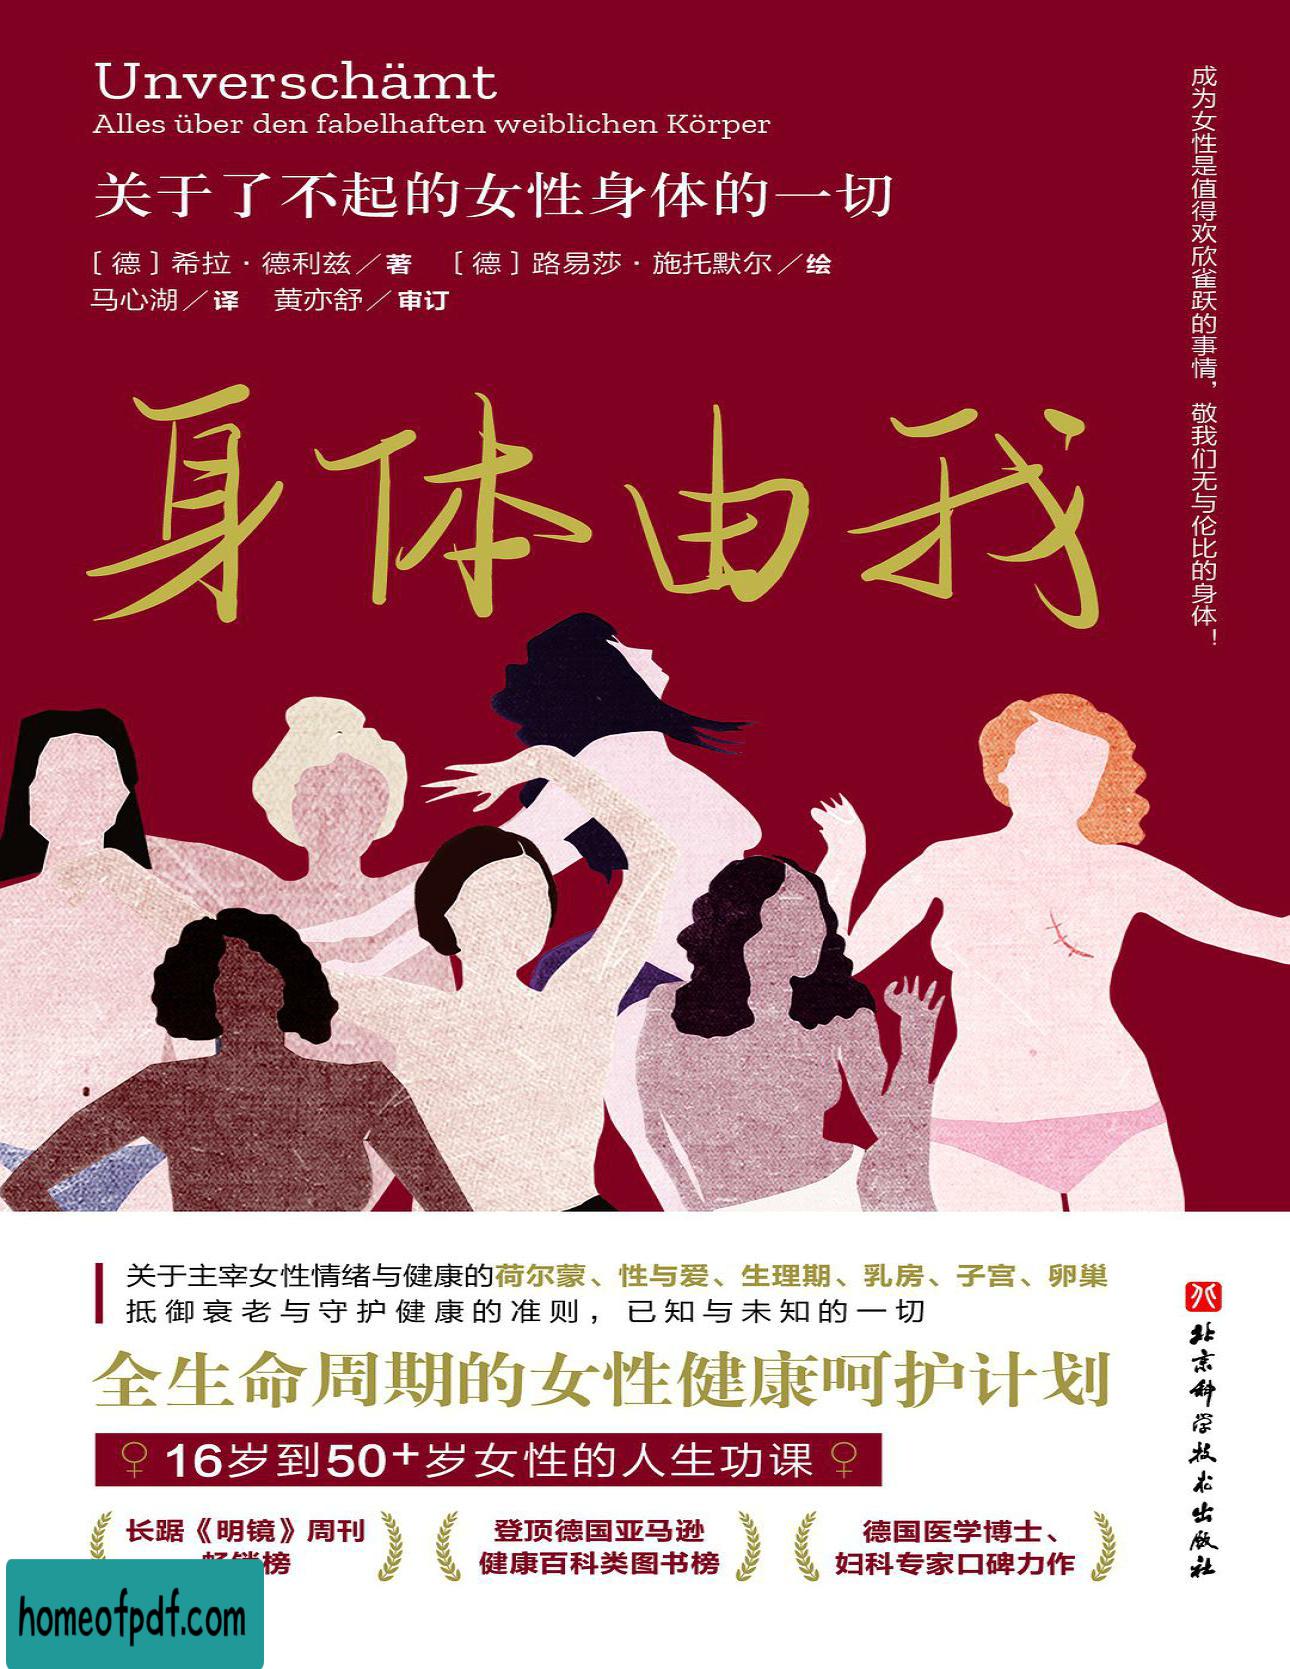 Unverschämt
Alles über den fabelhaften weiblichen Körper
关于了不起的女性身体的一切
［德］希拉·德利兹／著　［德］路易莎·施托默尔／绘
马心湖／译　黄亦舒／审订
成为女性是值得欢欣雀跃的事情，敬我们无与伦比的身体！
身体由我
关于主宰女性情绪与健康的荷尔蒙、性与爱、生理期、乳房、子宫、卵巢
抵御衰老与守护健康的准则，已知与未知的一切
全生命周期的女性健康呵护计划
♀16岁到50+岁女性的人生功课♀
长踞《明镜》周刊
榜
登顶德国亚马逊
健康百科类图书榜
德国医学博士、
妇科专家口碑力作
北京科学技术出版社
homeofpdf.com